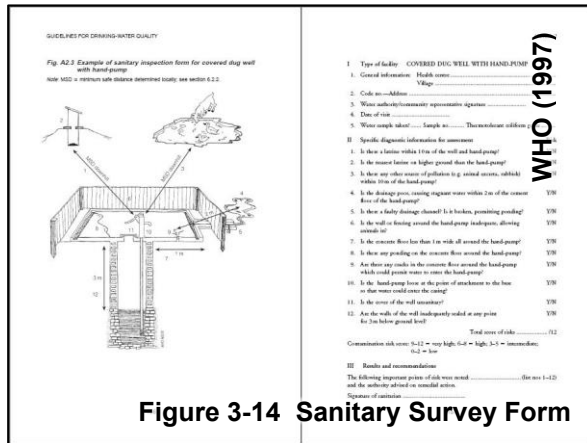 GUIDELINES FOR DRINKING-WATER QUALITY
Fig. A2.3 Example of sanitary inspection form for covered dug well
with hand-pump
Note: MSD = minimum safe distance determined locally; see section 6.2.2.
I Type of facility COVERED DUG WELL WITH HAND-PUMP
1. General information: Health centre
Village
2. Code no.—Address
3. Water authority/community representative signature
4. Date of visit
5. Water sample taken? Sample no. Thermotolerant coliform
II Specific diagnostic information for assessment
1. Is there a latrine within 10 m of the well and hand-pump?
2. Is the nearest latrine on higher ground than the hand-pump?
3. Is there any other source of pollution (e.g. animal excreta, rubbish)
within 10 m of the hand-pump?
4. Is the drainage poor, causing stagnant water within 2 m of the cement Y/N
floor of the hand-pump?
5. Is there a faulty drainage channel? Is it broken, permitting ponding? Y/N
6. Is the wall or fencing around the hand-pump inadequate, allowing Y/N
animals in?
7. Is the concrete floor less than 1 m wide all around the hand-pump? Y/N
8. Is there any ponding on the concrete floor around the hand-pump? Y/N
9. Are there any cracks in the concrete floor around the hand-pump Y/N
which could permit water to enter the hand-pump?
10. Is the hand-pump loose at the point of attachment to the base Y/N
so that water could enter the casing?
11. Is the cover of the well unsanitary? Y/N
12. Are the walls of the well inadequately sealed at any point Y/N
for 3 m below ground level?
Total score of risks /12
Contamination risk score: 9–12 = very high; 6–8 = high; 3–5 = intermediate;
0–2 = low
III Results and recommendations
The following important points of risk were noted: (list nos 1–12)
and the authority advised on remedial action.
Signature of sanitarian
WHO (1997)
Figure 3-14 Sanitary Survey Form